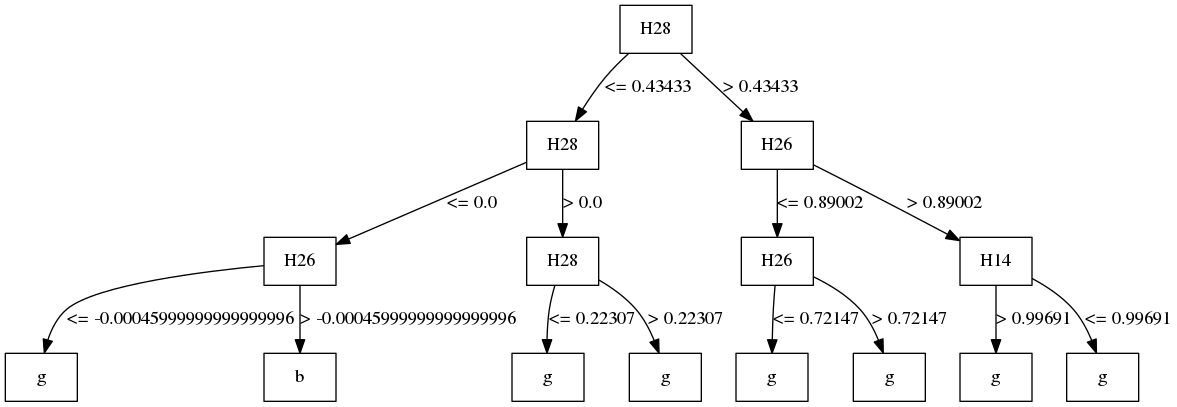 H28
<= 0.43433
> 0.43433
H28
H26
<= 0.0
> 0.0
<= 0.89002
> 0.89002
H26
H28
H26
H14
<= -0.00045999999999999996
> -0.00045999999999999996
<= 0.22307
> 0.22307
<= 0.72147
> 0.72147
> 0.99691
<= 0.99691
g
b
g
g
g
g
g
g